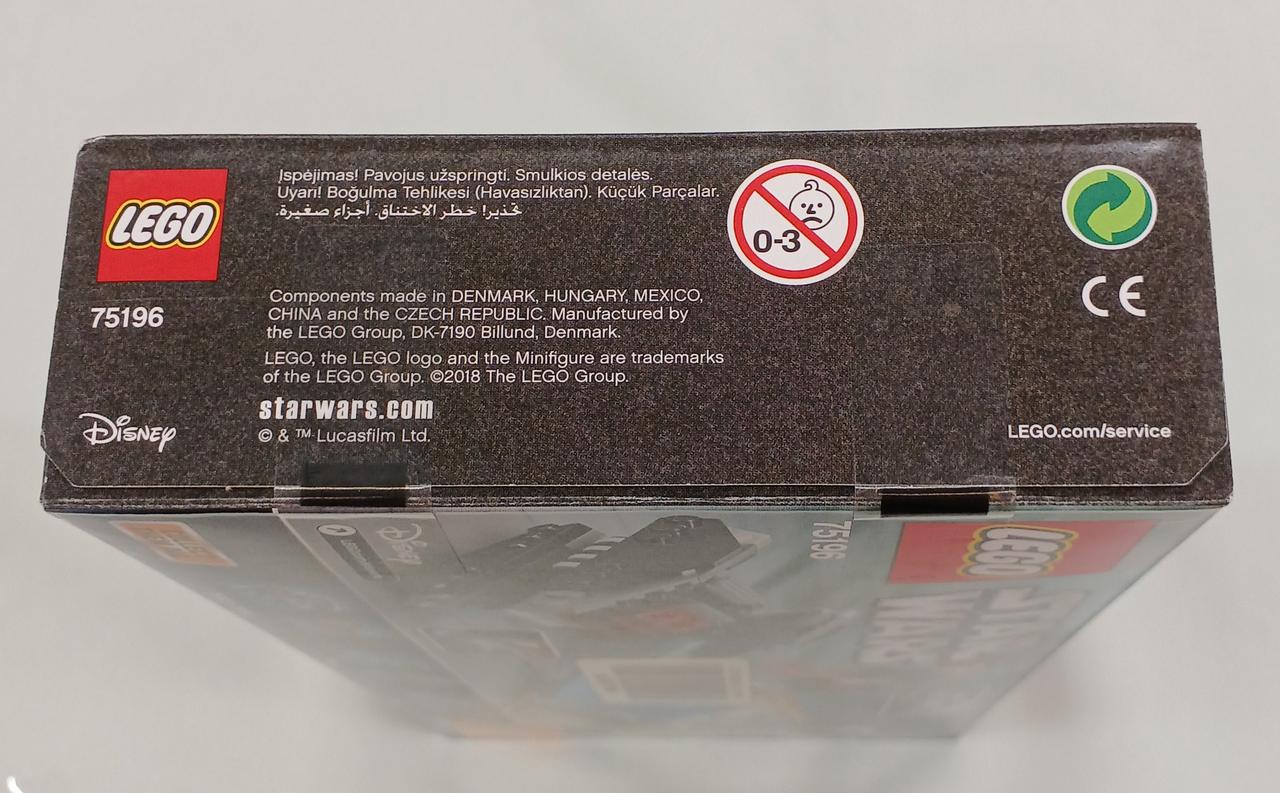 LEGO
75196
DISNEY
Įspėjimas! Pavojus užspringti. Smulkios detalės.
Uyarı! Boğulma Tehlikesi (Havasızlıktan). Küçük Parçalar.
تحذير! خطر الاختناق. أجزاء صغيرة.
Components made in DENMARK, HUNGARY, MEXICO,
CHINA and the CZECH REPUBLIC. Manufactured by
the LEGO Group, DK-7190 Billund, Denmark.
LEGO, the LEGO logo and the Minifigure are trademarks
of the LEGO Group. ©2018 The LEGO Group.
starwars.com
© & ™ Lucasfilm Ltd.
0-3
CE
LEGO.com/service
Disney
75196
LEGO
STAR
WARS